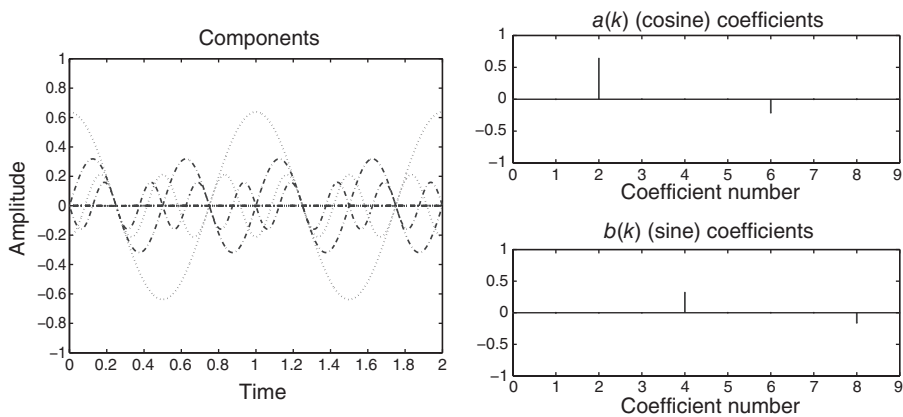 Components
Amplitude
1
0.8
0.6
0.4
0.2
0
−0.2
−0.4
−0.6
−0.8
−1
0 0.2 0.4 0.6 0.8 1 1.2 1.4 1.6 1.8 2
Time
a(k) (cosine) coefficients
1
0.5
0
−0.5
−1
0 1 2 3 4 5 6 7 8 9
Coefficient number
b(k) (sine) coefficients
1
0.5
0
−0.5
−1
0 1 2 3 4 5 6 7 8 9
Coefficient number